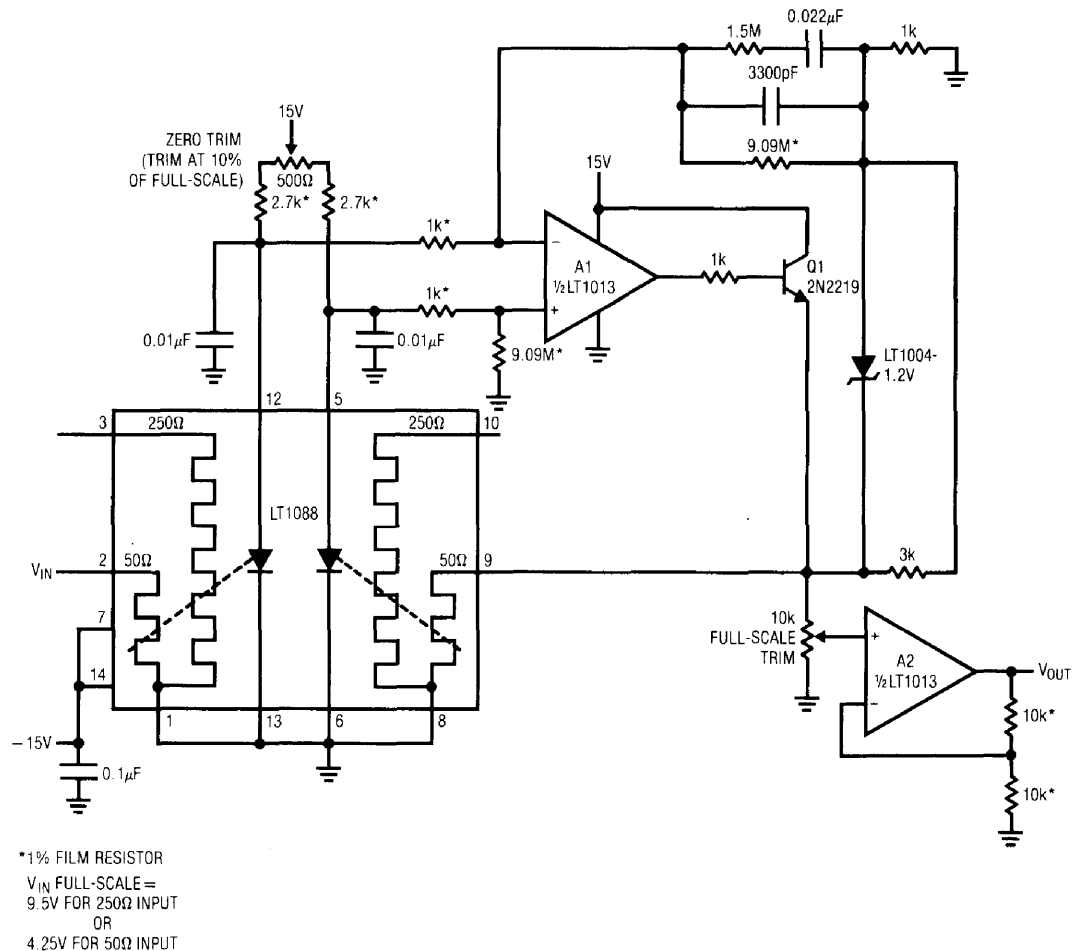 0.022μF
1.5M
1k
3300pF
15V
ZERO TRIM
(TRIM AT 10%
OF FULL-SCALE)
500Ω
9.09M*
15V
2.7k*
2.7k*
1k*
−
A1
½LT1013
1k
Q1
2N2219
1k*
+
0.01μF
0.01μF
9.09M*
LT1004-
1.2V
12
5
3
250Ω
250Ω
10
LT1088
2
50Ω
50Ω
9
3k
VIN
7
10k
FULL-SCALE
TRIM
+
A2
½LT1013
VOUT
−
14
10k*
1
13
6
8
−15V
0.1μF
10k*
*1% FILM RESISTOR
VIN FULL-SCALE =
9.5V FOR 250Ω INPUT
OR
4.25V FOR 50Ω INPUT